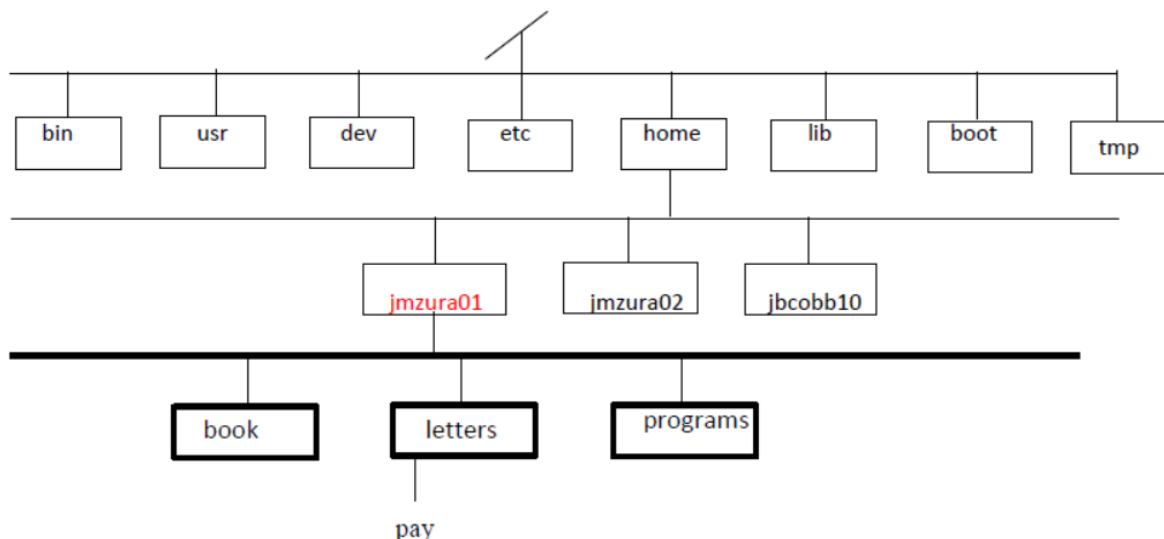 bin usr dev etc home lib boot tmp
jmzura01 jmzura02 jbcobb10
book letters programs
pay